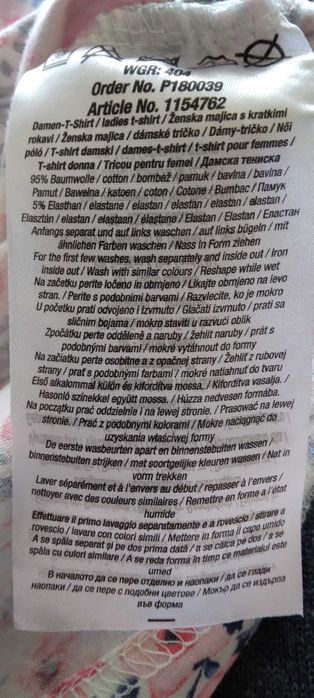 WGR: 404
Order No. P180039
Article No. 1154762
Damen-T-Shirt / ladies t-shirt / Ženska majica s kratkimi
rokavi / Ženska majica / dámské tričko / Dámy-tričko / Női
póló / T-shirt damski / dames-t-shirt / t-shirt pour femmes /
T-shirt donna / Tricou pentru femei / Дамска тениска
95% Baumwolle / cotton / bombaž / pamuk / bavlna / bavlna /
Pamut / Bawełna / katoen / coton / Cotone / Bumbac / Памук
5% Elasthan / elastane / elastan / elastan / elastan / elastan /
Elasztán / elastan / elastaan / élastane / Elastan / Elastan / Еластан
Anfangs separat und auf links waschen / auf links bügeln / mit
ähnlichen Farben waschen / Nass in Form ziehen
For the first few washes, wash separately and inside out / Iron
inside out / Wash with similar colours / Reshape while wet
Na začetku perite ločeno in obrnjeno / Likajte obrnjeno na levo
stran. / Perite s podobnimi barvami / Razvlecite, ko je mokro
U početku prati odvojeno i izvrnuto / Glačati izvrnuto / prati sa
sličnim bojama / mokro staviti u razvući oblik
Zpočátku perte odděleně a naruby / žehlit naruby / prát s
podobnými barvami / mokré vytáhnout do formy
Na začiatku perte osobitne a z opačnej strany / Žehliť z rubovej
strany / prať s podobnými farbami / mokré natiahnuť do tvaru
Első alkalommal külön és kifordítva mossa. / Kifordítva vasalja. /
Hasonló színekkel együtt mossa. / Húzza nedvesen formába.
Na początku prać oddzielnie i na lewej stronie. / Prasować na lewej
stronie. / Prać z podobnymi kolorami / Mokre naciągnąć do
uzyskania właściwej formy
De eerste wasbeurten apart en binnenstebuiten wassen /
binnenstebuiten strijken / met soortgelijke kleuren wassen / Nat in
vorm trekken
Laver séparément et à l'envers au début / repasser à l'envers /
nettoyer avec des couleurs similaires / Remettre en forme à l'état
humide
Effettuare il primo lavaggio separatamente e a rovescio / stirare a
rovescio / lavare con colori simili / Mettere in forma il capo umido
A se spăla separat și pe dos prima dată / a se călca pe dos / a se
spăla cu culori similare / A se reda forma în timp ce materialul este
umed
В началото да се пере отделно и наопаки / да се глади
наопаки / да се пере с подобни цветове / Мокър да се издърпа
във форма